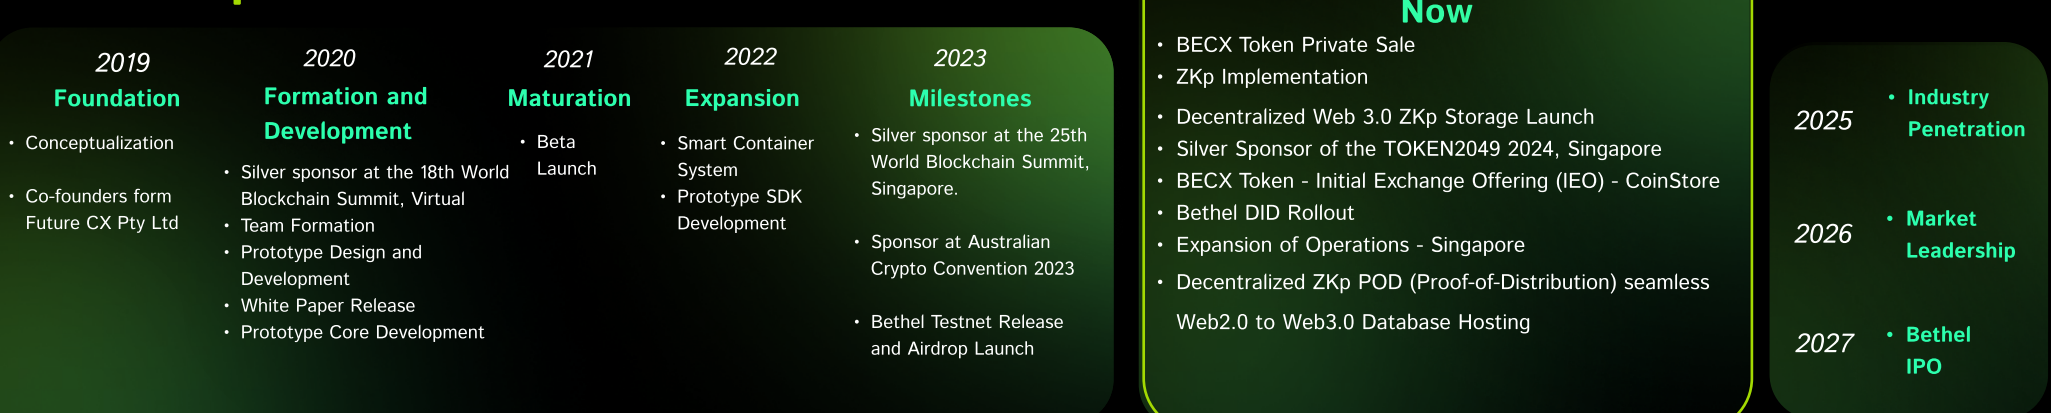 2019
Foundation
• Conceptualization
• Co-founders form
Future CX Pty Ltd
2020
Formation and
Development
• Silver sponsor at the 18th World
Blockchain Summit, Virtual
• Team Formation
• Prototype Design and
Development
• White Paper Release
• Prototype Core Development
2021
Maturation
• Beta
Launch
2022
Expansion
• Smart Container
System
• Prototype SDK
Development
2023
Milestones
• Silver sponsor at the 25th
World Blockchain Summit,
Singapore.
• Sponsor at Australian
Crypto Convention 2023
• Bethel Testnet Release
and Airdrop Launch
Now
• BECX Token Private Sale
• ZKp Implementation
• Decentralized Web 3.0 ZKp Storage Launch
• Silver Sponsor of the TOKEN2049 2024, Singapore
• BECX Token - Initial Exchange Offering (IEO) - CoinStore
• Bethel DID Rollout
• Expansion of Operations - Singapore
• Decentralized ZKp POD (Proof-of-Distribution) seamless
Web2.0 to Web3.0 Database Hosting
2025
• Industry
Penetration
2026
• Market
Leadership
2027
• Bethel
IPO